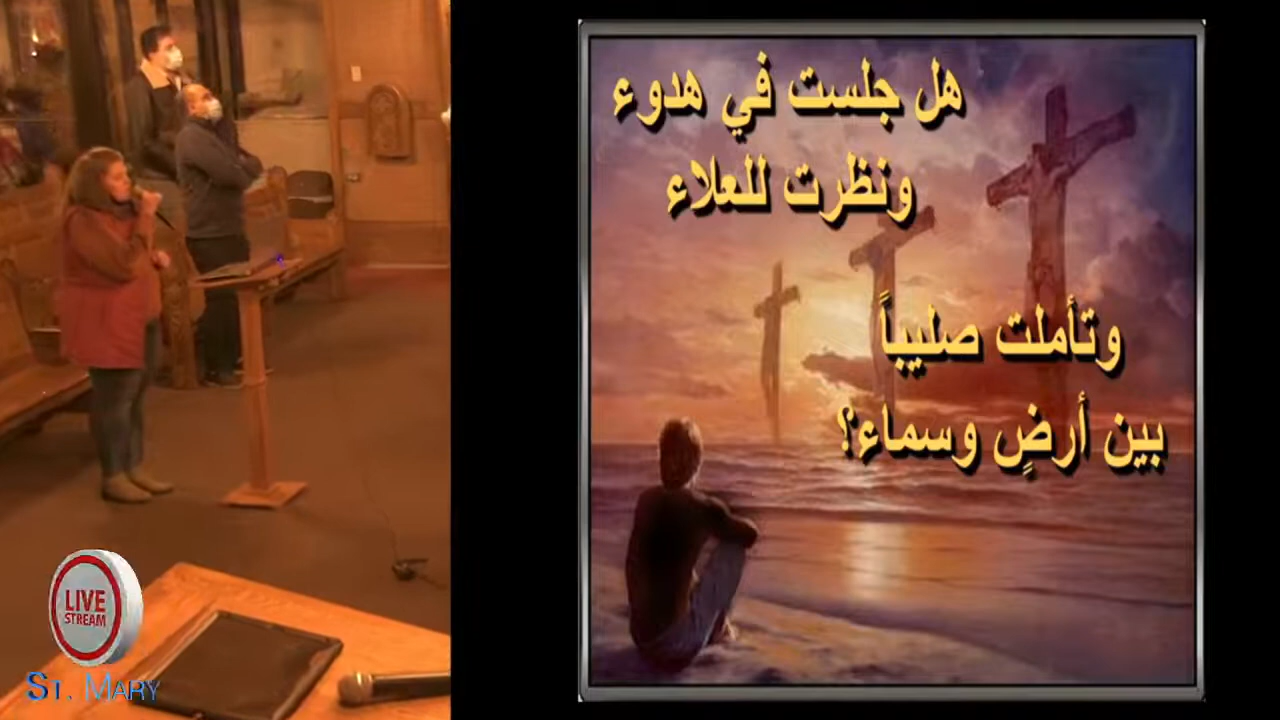 هل جلست في هدوء
ونظرت للعلاء
وتأملت صليباً
بين أرضٍ وسماء؟
LIVE
STREAM
ST. MARY